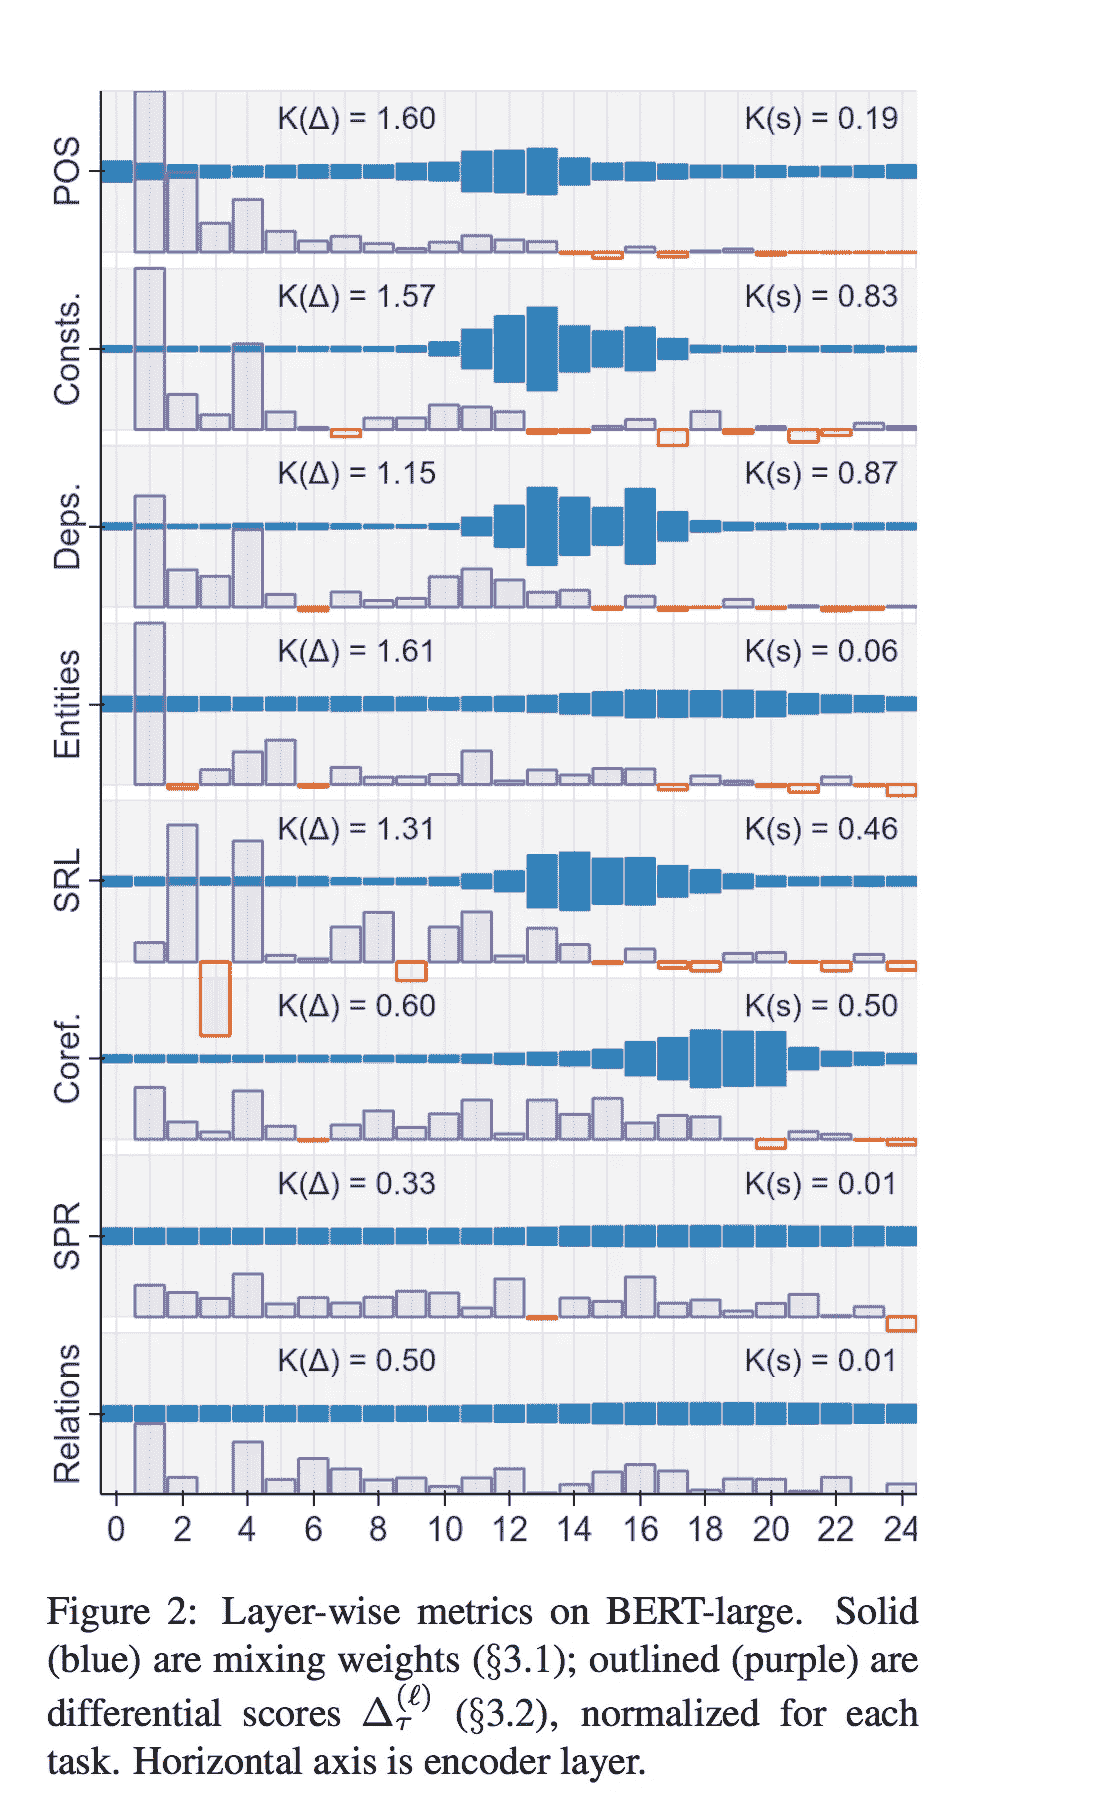 POS
K(Δ) = 1.60 K(s) = 0.19
Consts.
K(Δ) = 1.57 K(s) = 0.83
Deps.
K(Δ) = 1.15 K(s) = 0.87
Entities
K(Δ) = 1.61 K(s) = 0.06
SRL
K(Δ) = 1.31 K(s) = 0.46
Coref.
K(Δ) = 0.60 K(s) = 0.50
SPR
K(Δ) = 0.33 K(s) = 0.01
Relations
K(Δ) = 0.50 K(s) = 0.01
0 2 4 6 8 10 12 14 16 18 20 22 24
Figure 2: Layer-wise metrics on BERT-large. Solid
(blue) are mixing weights (§3.1); outlined (purple) are
differential scores Δ_τ^(ℓ) (§3.2), normalized for each
task. Horizontal axis is encoder layer.